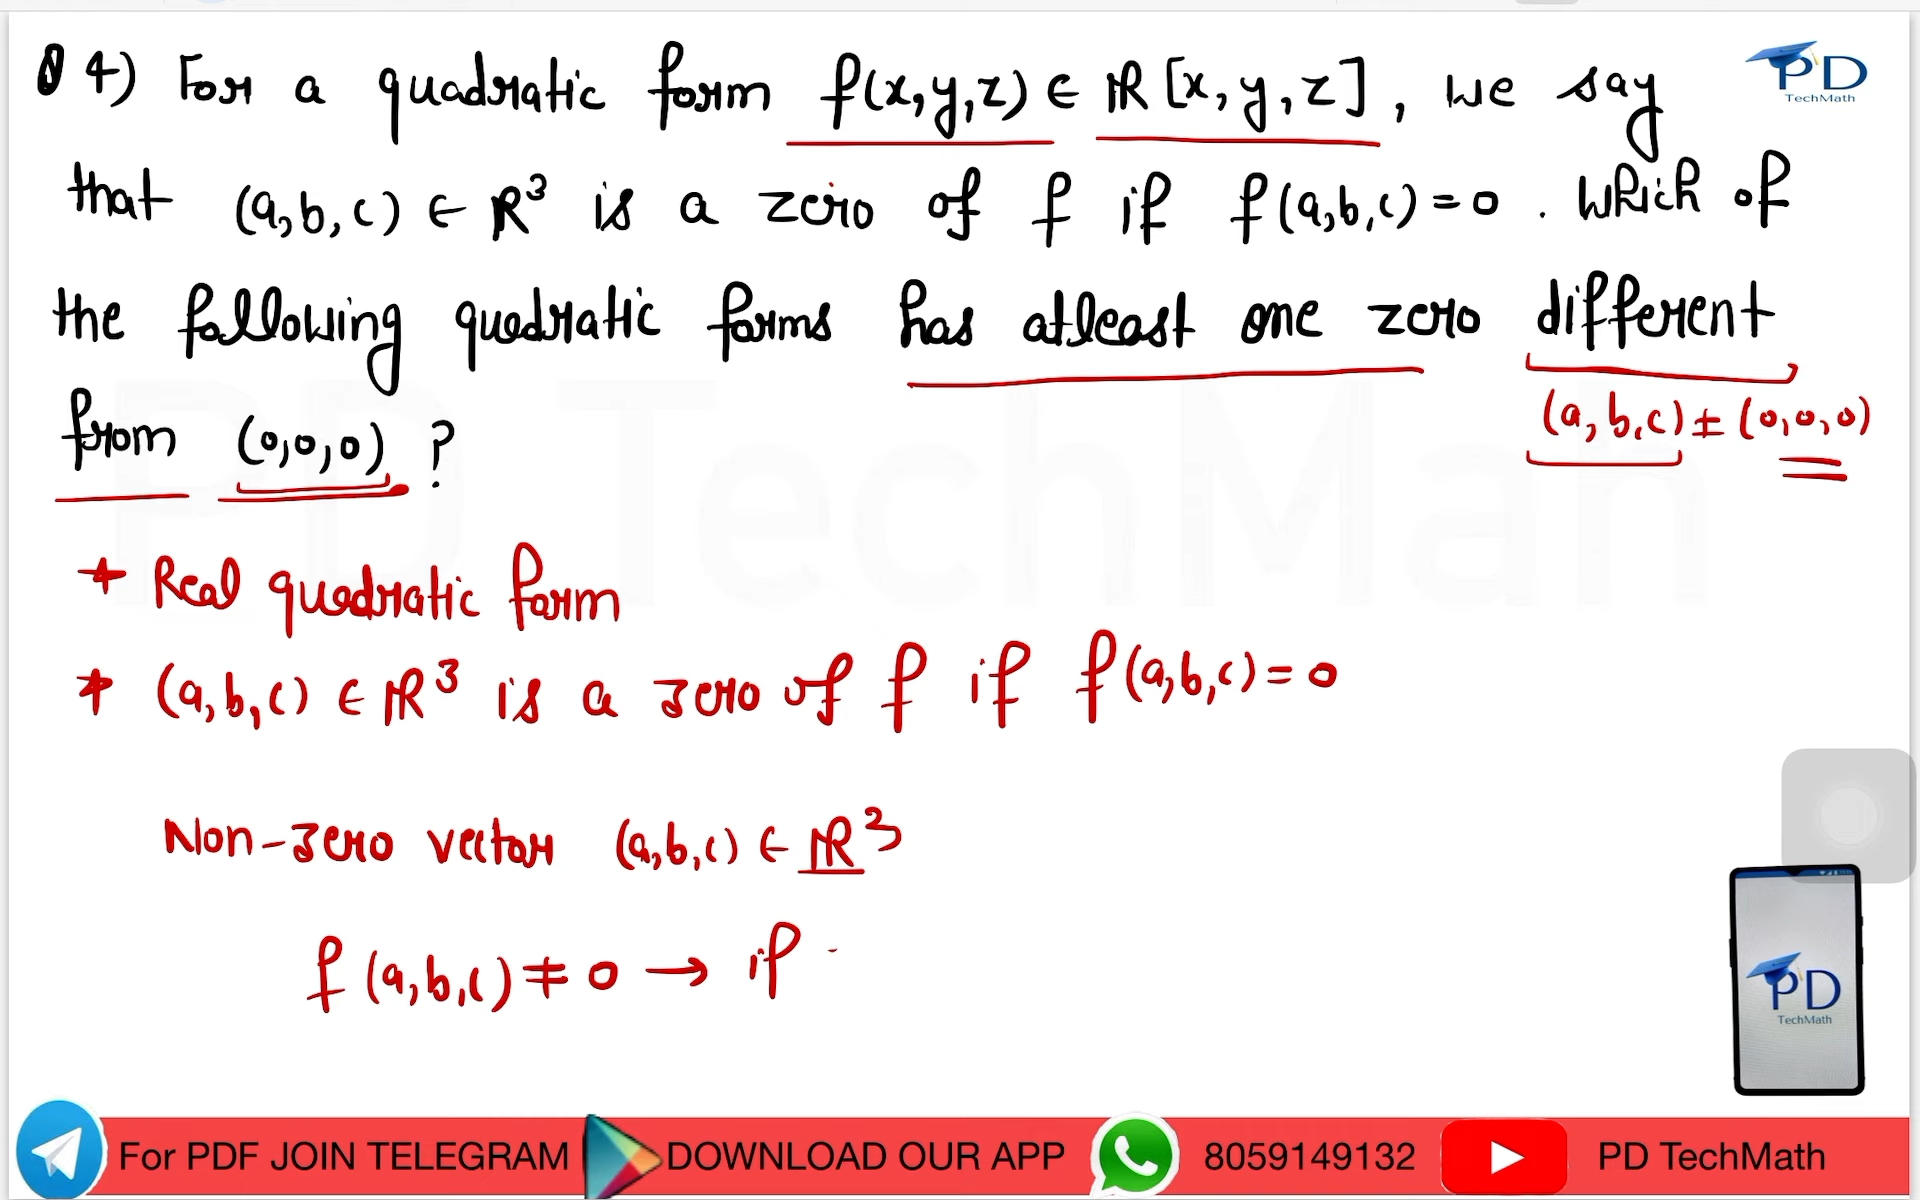 Q 4) For a quadratic form f(x,y,z) ∈ ℝ [x, y, z], we say
PD
TechMath
that (a,b,c) ∈ ℝ³ is a zero of f if f(a,b,c)=0. Which of
the following quadratic forms has atleast one zero different
from (0,0,0) ?
(a, b,c) ± (0,0,0)
PD TechMath
* Real quadratic form
* (a,b,c) ∈ ℝ³ is a zero of f if f(a,b,c)=0
Non-zero vector (a,b,c) ∈ ℝ³
f (a,b,c) ≠ 0 → if
PD
TechMath
For PDF JOIN TELEGRAM DOWNLOAD OUR APP 8059149132 PD TechMath